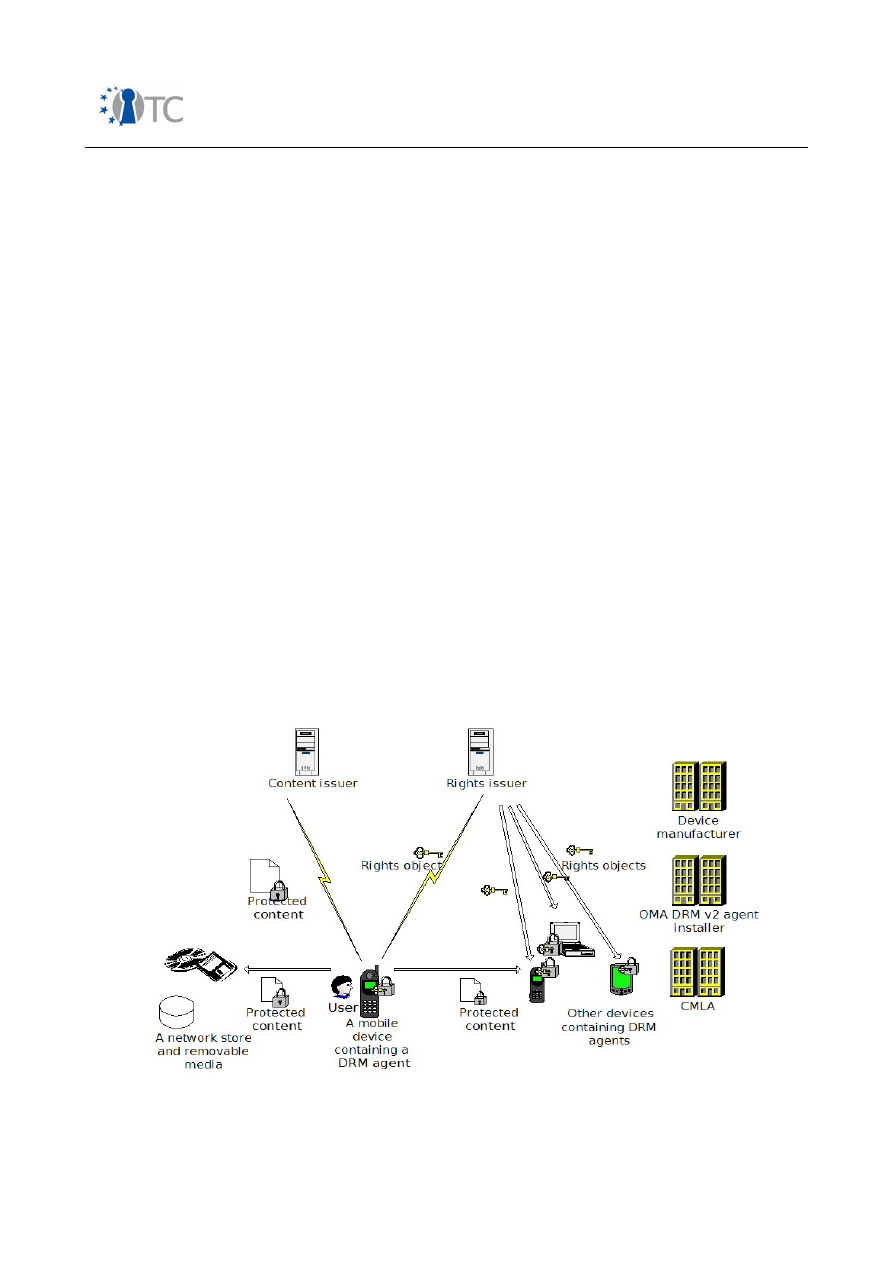 TC
Content issuer
Rights issuer
Device
manufacturer
Rights object
Rights objects
Protected
content
OMA DRM v2 agent
installer
CMLA
User
Protected
content
A mobile
device
containing a
DRM agent
Protected
content
Other devices
containing DRM
agents
A network store
and removable
media